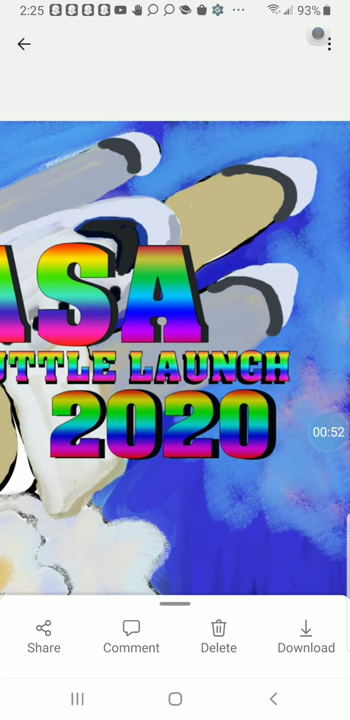 2:25
93%
ASA
UTTLE LAUNCH
2020
00:52
Share
Comment
Delete
Download